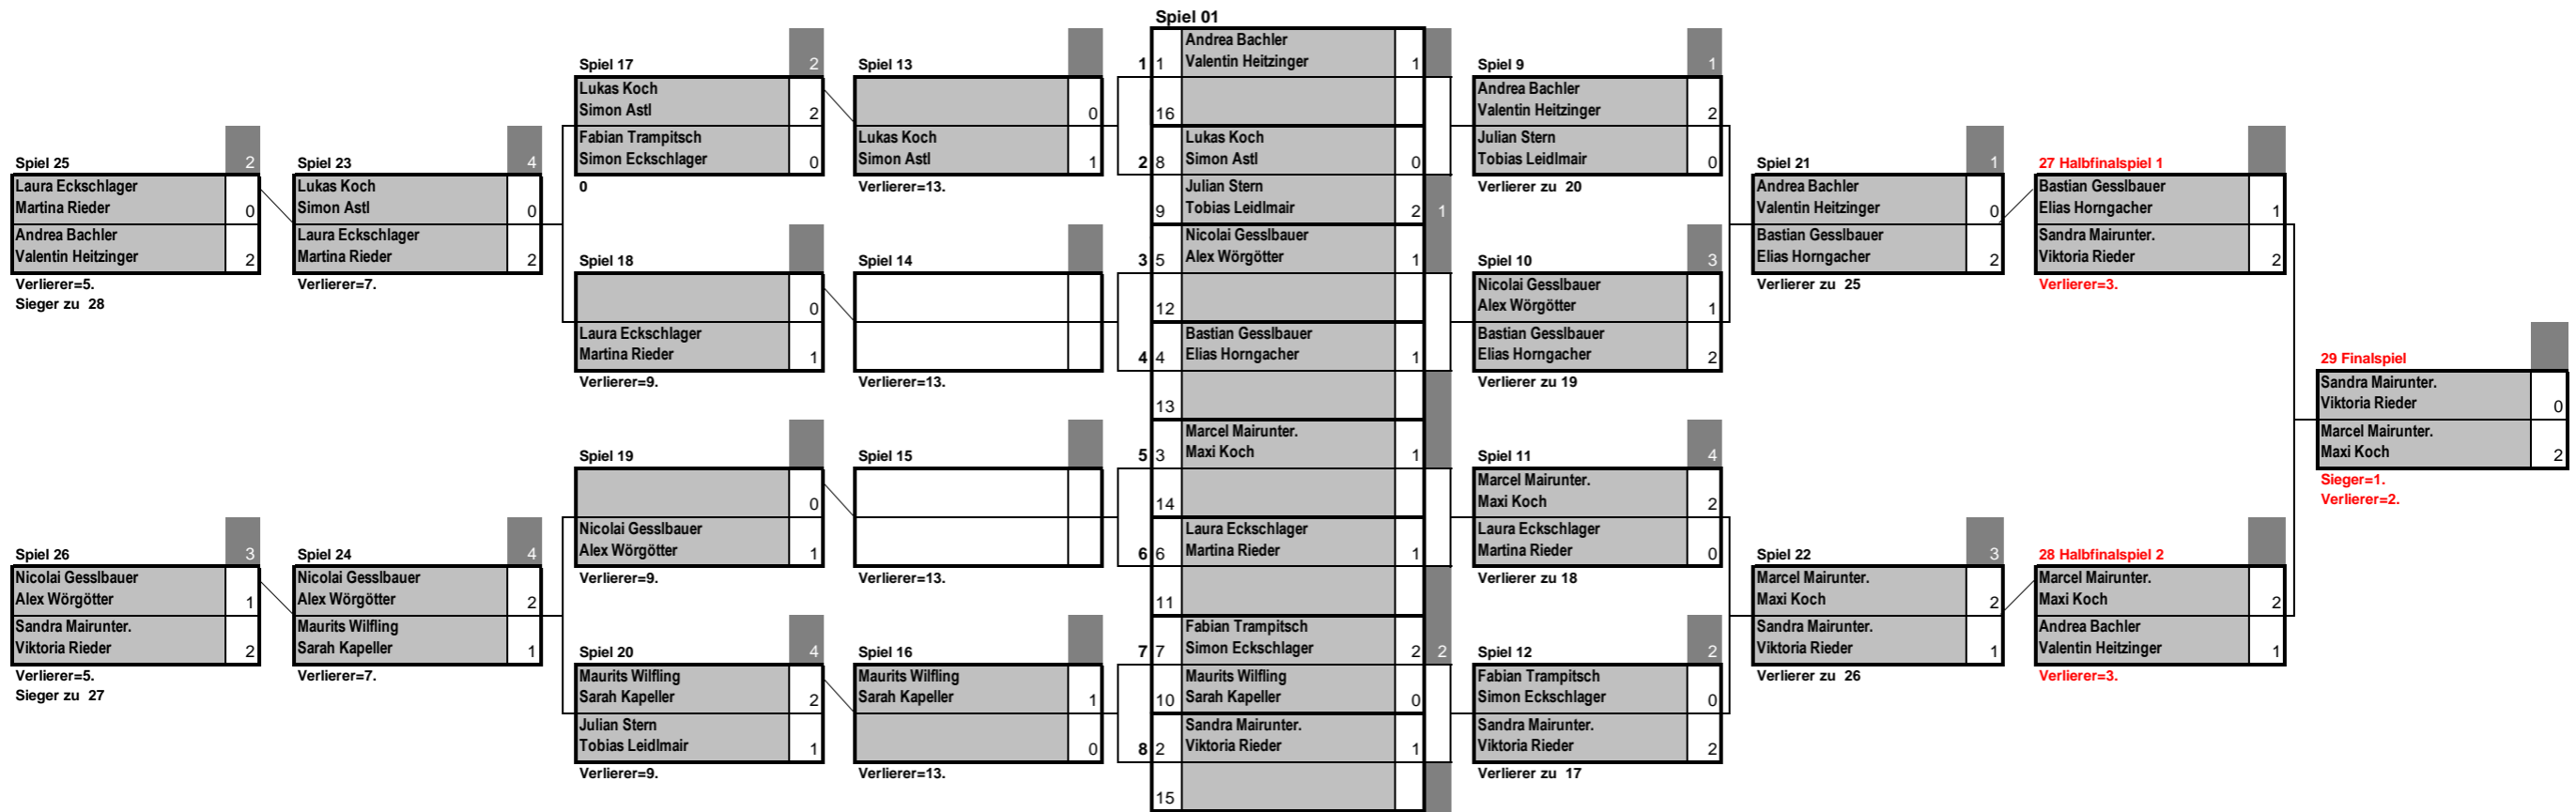 Spiel 25
2
Laura Eckschlager
Martina Rieder
0
Andrea Bachler
Valentin Heitzinger
2
Verlierer=5.
Sieger zu 28
Spiel 26
3
Nicolai Gesslbauer
Alex Wörgötter
1
Sandra Mairunter.
Viktoria Rieder
2
Verlierer=5.
Sieger zu 27
Spiel 23
4
Lukas Koch
Simon Astl
0
Laura Eckschlager
Martina Rieder
2
Verlierer=7.
Spiel 24
4
Nicolai Gesslbauer
Alex Wörgötter
2
Maurits Wilfling
Sarah Kapeller
1
Verlierer=7.
Spiel 17
2
Lukas Koch
Simon Astl
2
Fabian Trampitsch
Simon Eckschlager
0
0
Spiel 18
0
Laura Eckschlager
Martina Rieder
1
Verlierer=9.
Spiel 19
0
Nicolai Gesslbauer
Alex Wörgötter
1
Verlierer=9.
Spiel 20
4
Maurits Wilfling
Sarah Kapeller
2
Julian Stern
Tobias Leidlmair
1
Verlierer=9.
Spiel 13
0
Lukas Koch
Simon Astl
1
Verlierer=13.
Spiel 14
Verlierer=13.
Spiel 15
Verlierer=13.
Spiel 16
Maurits Wilfling
Sarah Kapeller
1
0
Verlierer=13.
Spiel 01
1
1
Andrea Bachler
Valentin Heitzinger
1
16
2
8
Lukas Koch
Simon Astl
0
9
Julian Stern
Tobias Leidlmair
2
1
3
5
Nicolai Gesslbauer
Alex Wörgötter
1
12
4
4
Bastian Gesslbauer
Elias Horngacher
1
13
5
3
Marcel Mairunter.
Maxi Koch
1
14
6
6
Laura Eckschlager
Martina Rieder
1
11
7
7
Fabian Trampitsch
Simon Eckschlager
2
2
10
Maurits Wilfling
Sarah Kapeller
0
8
2
Sandra Mairunter.
Viktoria Rieder
1
15
Spiel 9
1
Andrea Bachler
Valentin Heitzinger
2
Julian Stern
Tobias Leidlmair
0
Verlierer zu 20
Spiel 10
3
Nicolai Gesslbauer
Alex Wörgötter
1
Bastian Gesslbauer
Elias Horngacher
2
Verlierer zu 19
Spiel 11
4
Marcel Mairunter.
Maxi Koch
2
Laura Eckschlager
Martina Rieder
0
Verlierer zu 18
Spiel 12
2
Fabian Trampitsch
Simon Eckschlager
0
Sandra Mairunter.
Viktoria Rieder
2
Verlierer zu 17
Spiel 21
1
Andrea Bachler
Valentin Heitzinger
0
Bastian Gesslbauer
Elias Horngacher
2
Verlierer zu 25
Spiel 22
3
Marcel Mairunter.
Maxi Koch
2
Sandra Mairunter.
Viktoria Rieder
1
Verlierer zu 26
27 Halbfinalspiel 1
Bastian Gesslbauer
Elias Horngacher
1
Sandra Mairunter.
Viktoria Rieder
2
Verlierer=3.
28 Halbfinalspiel 2
Marcel Mairunter.
Maxi Koch
2
Andrea Bachler
Valentin Heitzinger
1
Verlierer=3.
29 Finalspiel
Sandra Mairunter.
Viktoria Rieder
0
Marcel Mairunter.
Maxi Koch
2
Sieger=1.
Verlierer=2.